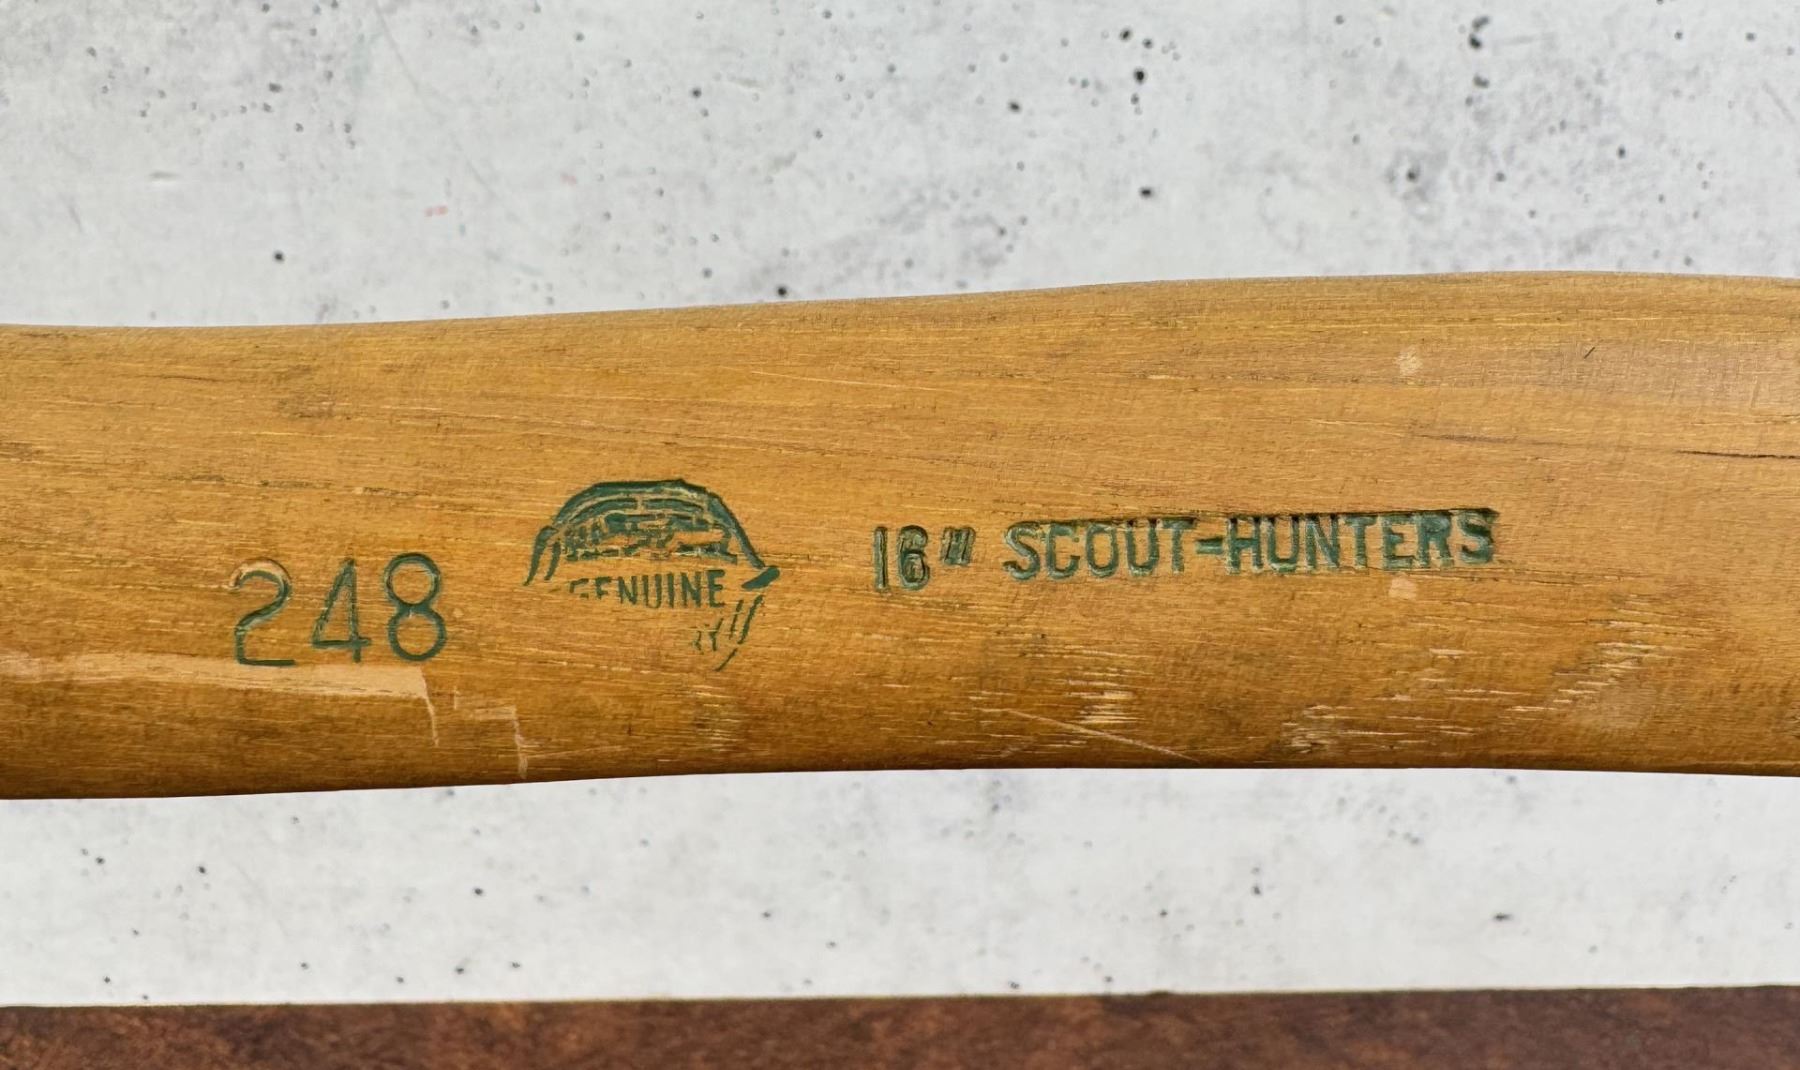 248
GENUINE
16" SCOUT-HUNTERS